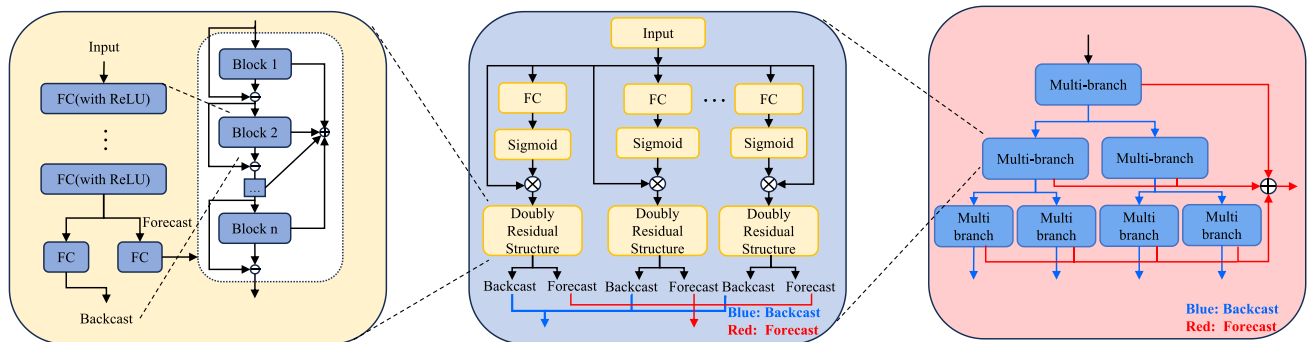 Input
FC(with ReLU)
FC(with ReLU)
Forecast
FC
FC
Backcast
Block 1
Block 2
...
Block n
Input
FC
FC
...
FC
Sigmoid
Sigmoid
Sigmoid
Doubly
Residual
Structure
Doubly
Residual
Structure
Doubly
Residual
Structure
Backcast
Forecast
Backcast
Forecast
Backcast
Forecast
Blue: Backcast
Red: Forecast
Multi-branch
Multi-branch
Multi-branch
Multi
branch
Multi
branch
Multi
branch
Multi
branch
Blue: Backcast
Red: Forecast